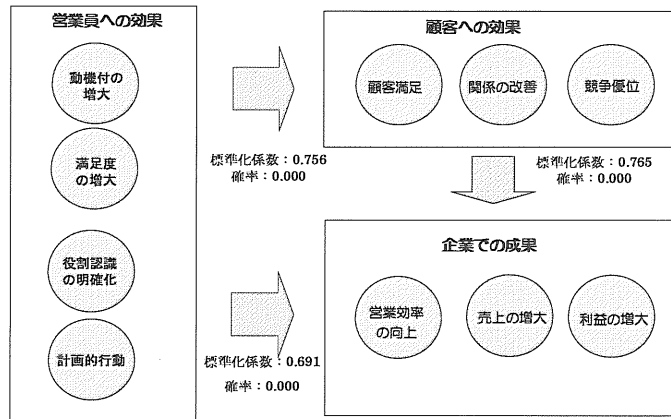 営業員への効果
動機付の
増大
満足度
の増大
役割認識
の明確化
計画的行動
標準化係数：0.756
確率：0.000
顧客への効果
顧客満足
関係の改善
競争優位
標準化係数：0.765
確率：0.000
標準化係数：0.691
確率：0.000
企業での成果
営業効率
の向上
売上の増大
利益の増大